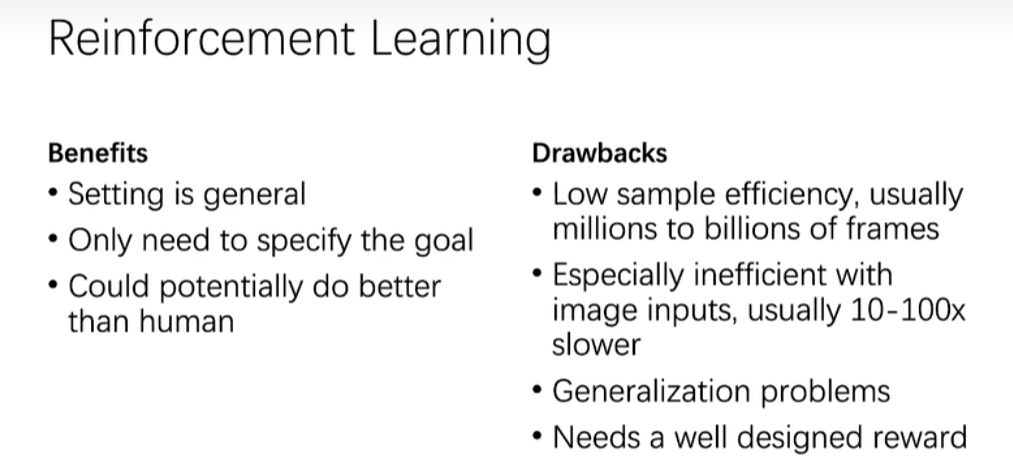 Reinforcement Learning
Benefits
• Setting is general
• Only need to specify the goal
• Could potentially do better
than human
Drawbacks
• Low sample efficiency, usually
millions to billions of frames
• Especially inefficient with
image inputs, usually 10-100x
slower
• Generalization problems
• Needs a well designed reward